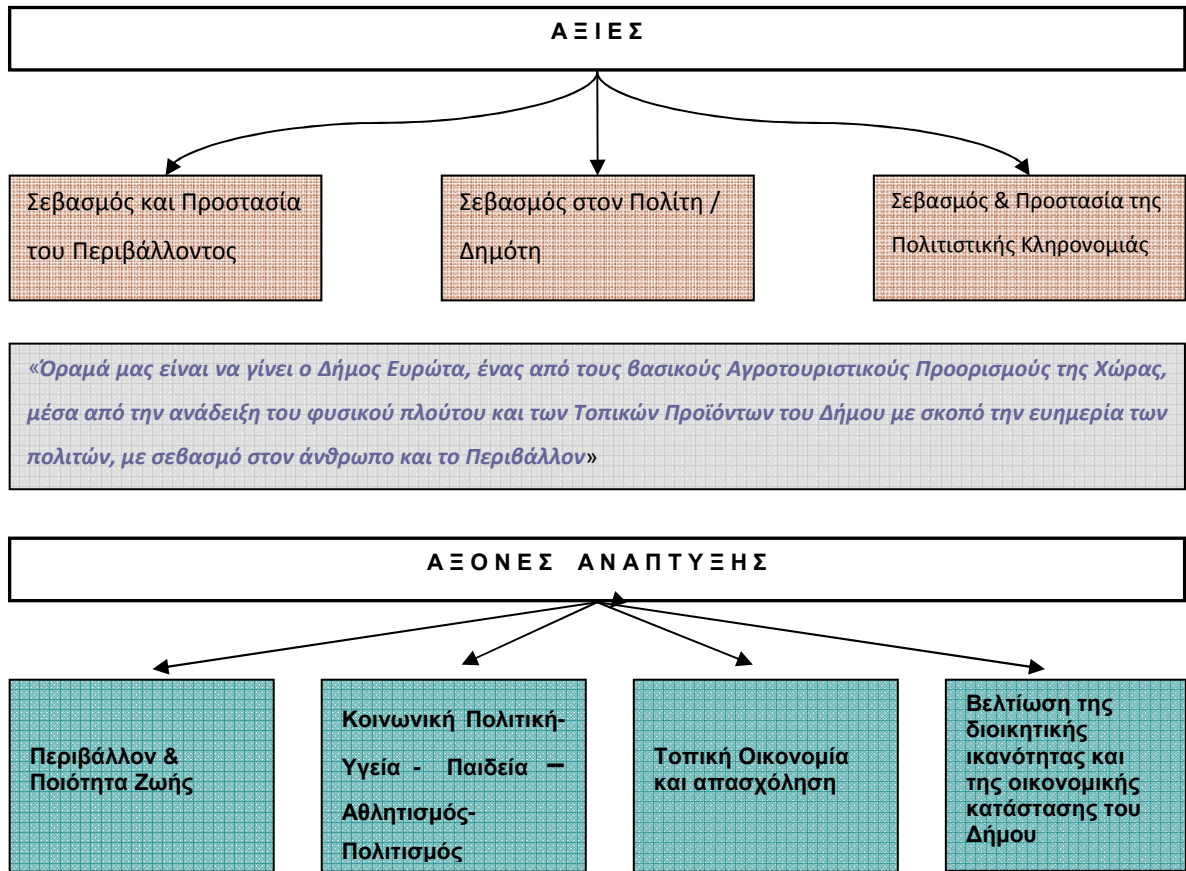 ΑΞΙΕΣ
Σεβασμός και Προστασία
του Περιβάλλοντος
Σεβασμός στον Πολίτη /
Δημότη
Σεβασμός & Προστασία της
Πολιτιστικής Κληρονομιάς
«Όραμά μας είναι να γίνει ο Δήμος Ευρώτα, ένας από τους βασικούς Αγροτουριστικούς Προορισμούς της Χώρας,
μέσα από την ανάδειξη του φυσικού πλούτου και των Τοπικών Προϊόντων του Δήμου με σκοπό την ευημερία των
πολιτών, με σεβασμό στον άνθρωπο και το Περιβάλλον»
ΑΞΟΝΕΣ ΑΝΑΠΤΥΞΗΣ
Περιβάλλον &
Ποιότητα Ζωής
Κοινωνική Πολιτική-
Υγεία - Παιδεία –
Αθλητισμός-
Πολιτισμός
Τοπική Οικονομία
και απασχόληση
Βελτίωση της
διοικητικής
ικανότητας και
της οικονομικής
κατάστασης του
Δήμου